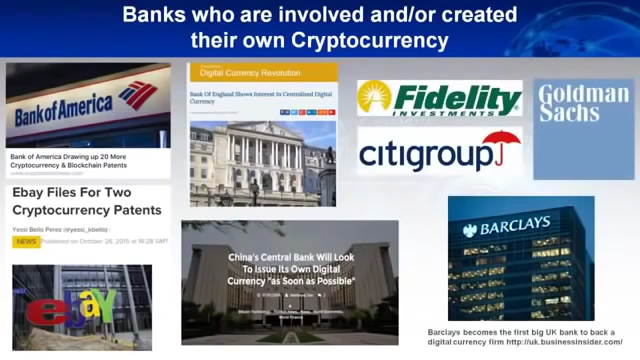 Banks who are involved and/or created
their own Cryptocurrency
Bank of America
Bank of America Drawing up 20 More
Cryptocurrency & Blockchain Patents
Ebay Files For Two
Cryptocurrency Patents
Yessi Bello Perez (@yessi_kbello)
NEWS Published on October 26, 2015 at 18:28 GMT
ebay
Digital Currency Revolution
Bank Of England Shows Interest In Centralized Digital
Currency
China's Central Bank Will Look
To Issue Its Own Digital
Currency "as Soon as Possible"
Fidelity
INVESTMENTS
citigroup
Goldman
Sachs
BARCLAYS
Barclays becomes the first big UK bank to back a
digital currency firm http://uk.businessinsider.com/